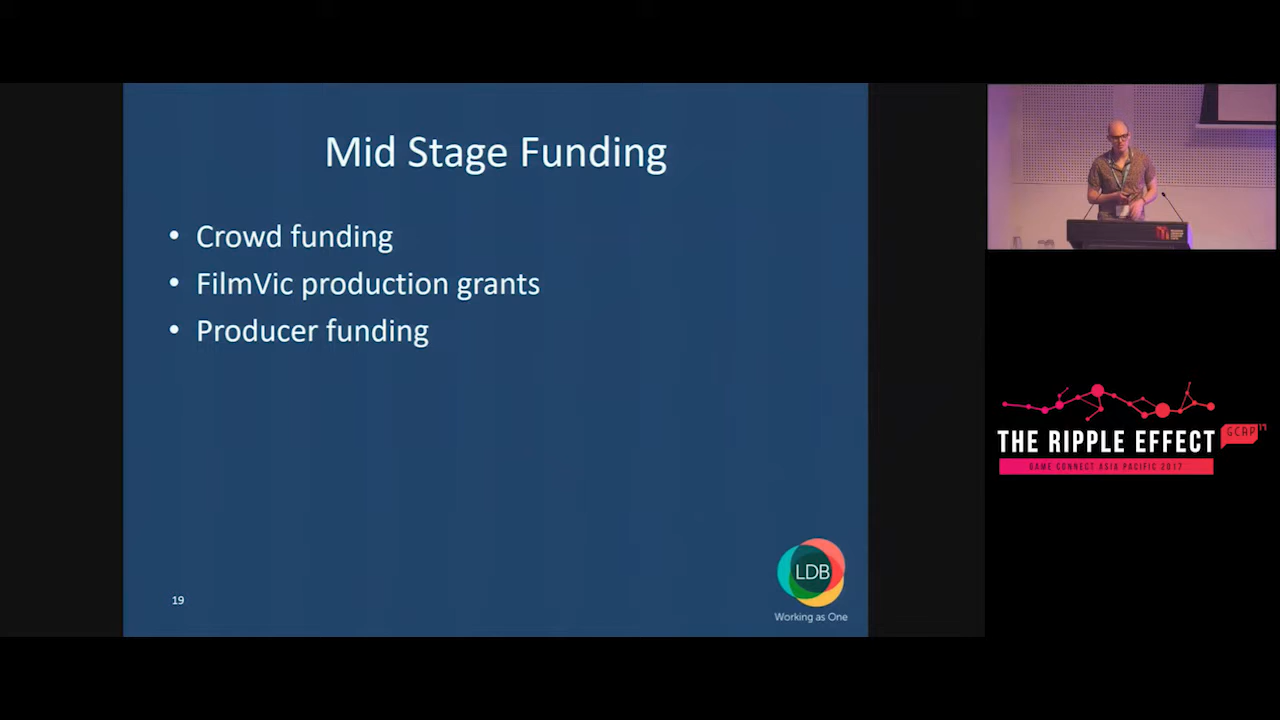 Mid Stage Funding
• Crowd funding
• FilmVic production grants
• Producer funding
19
LDB
Working as One
THE RIPPLE EFFECT
GCAP 17
GAME CONNECT ASIA PACIFIC 2017